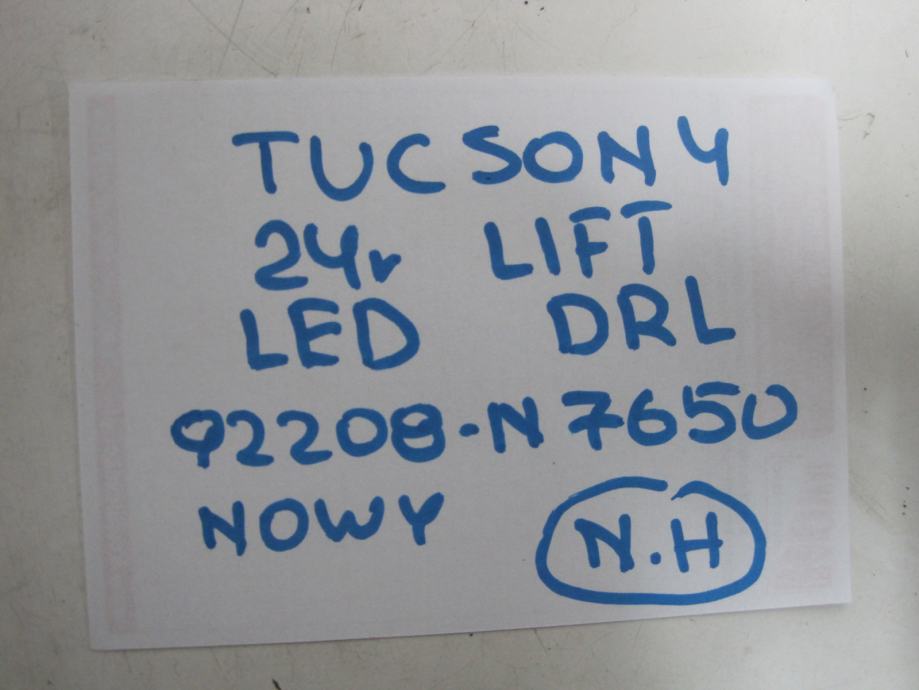 TUCSON 4
24r LIFT
LED DRL
92208-N7650
NOWY N.H